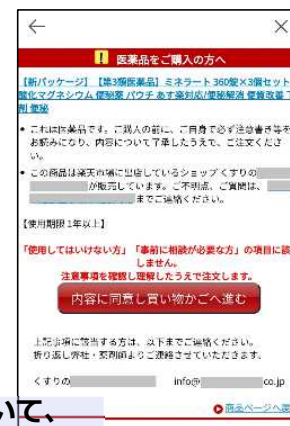 医薬品をご購入の方へ
【新パッケージ】【第3類医薬品】ミネラート 360錠×3個セット
酸化マグネシウム 便秘薬 パウチ あす楽対応/便秘解消 便質改善 下
剤 便秘
• これは医薬品です。ご購入の前に、ご自身で必ず注意書き等を
お読みになり、内容について了承したうえで、ご注文くださ
い。
• この商品は楽天市場に出店しているショップ くすりの
が販売しています。ご不明点、ご質問は、
までご連絡ください。
【使用期限1年以上】
「使用してはいけない方」「事前に相談が必要な方」の項目に該
しません。
注意事項を確認し理解したうえで注文します。
内容に同意し買い物かごへ進む
上記事項に該当する方は、以下までご連絡ください。
折り返し弊社・薬剤師よりご連絡させていただきます。
くすりの info@ co.jp
商品ページへ戻
いて、